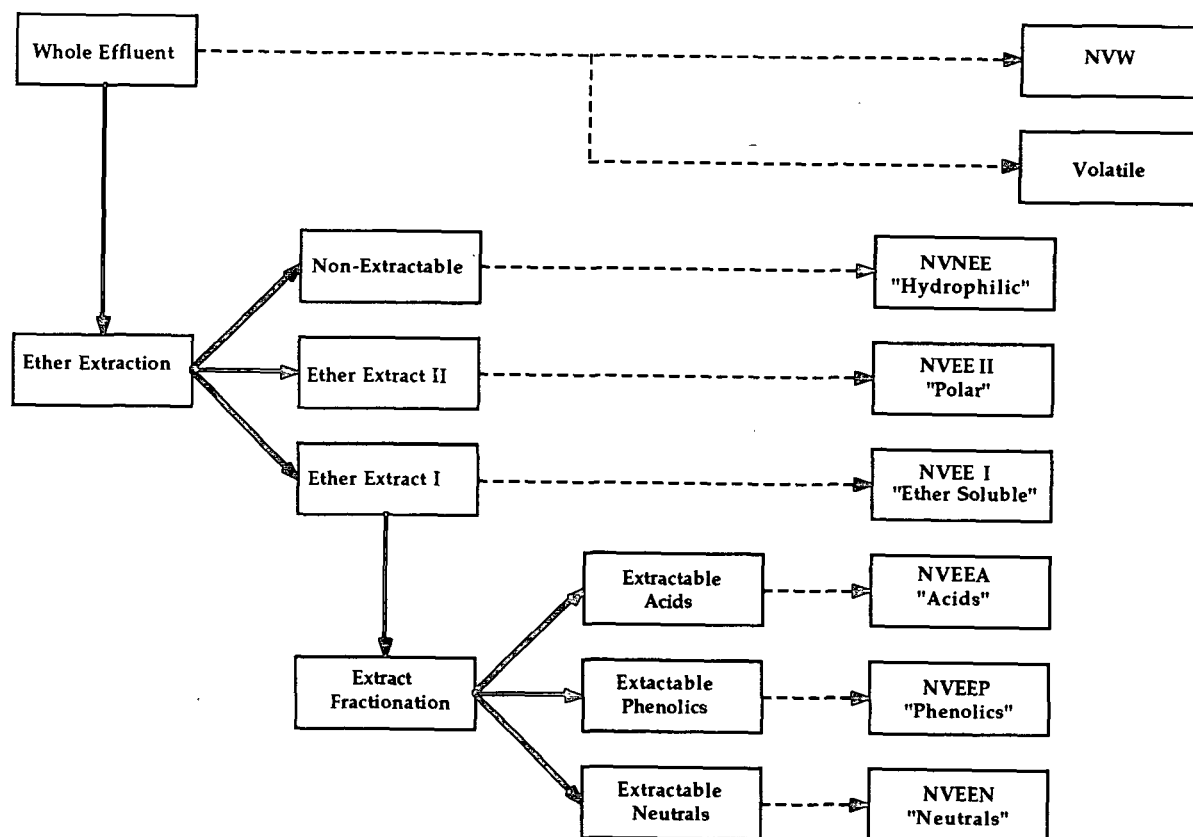 Whole Effluent
NVW
Volatile
Non-Extractable
NVNEE
"Hydrophilic"
Ether Extraction
Ether Extract II
NVEE II
"Polar"
Ether Extract I
NVEE I
"Ether Soluble"
Extractable
Acids
NVEEA
"Acids"
Extract
Fractionation
Extactable
Phenolics
NVEEP
"Phenolics"
Extractable
Neutrals
NVEEN
"Neutrals"